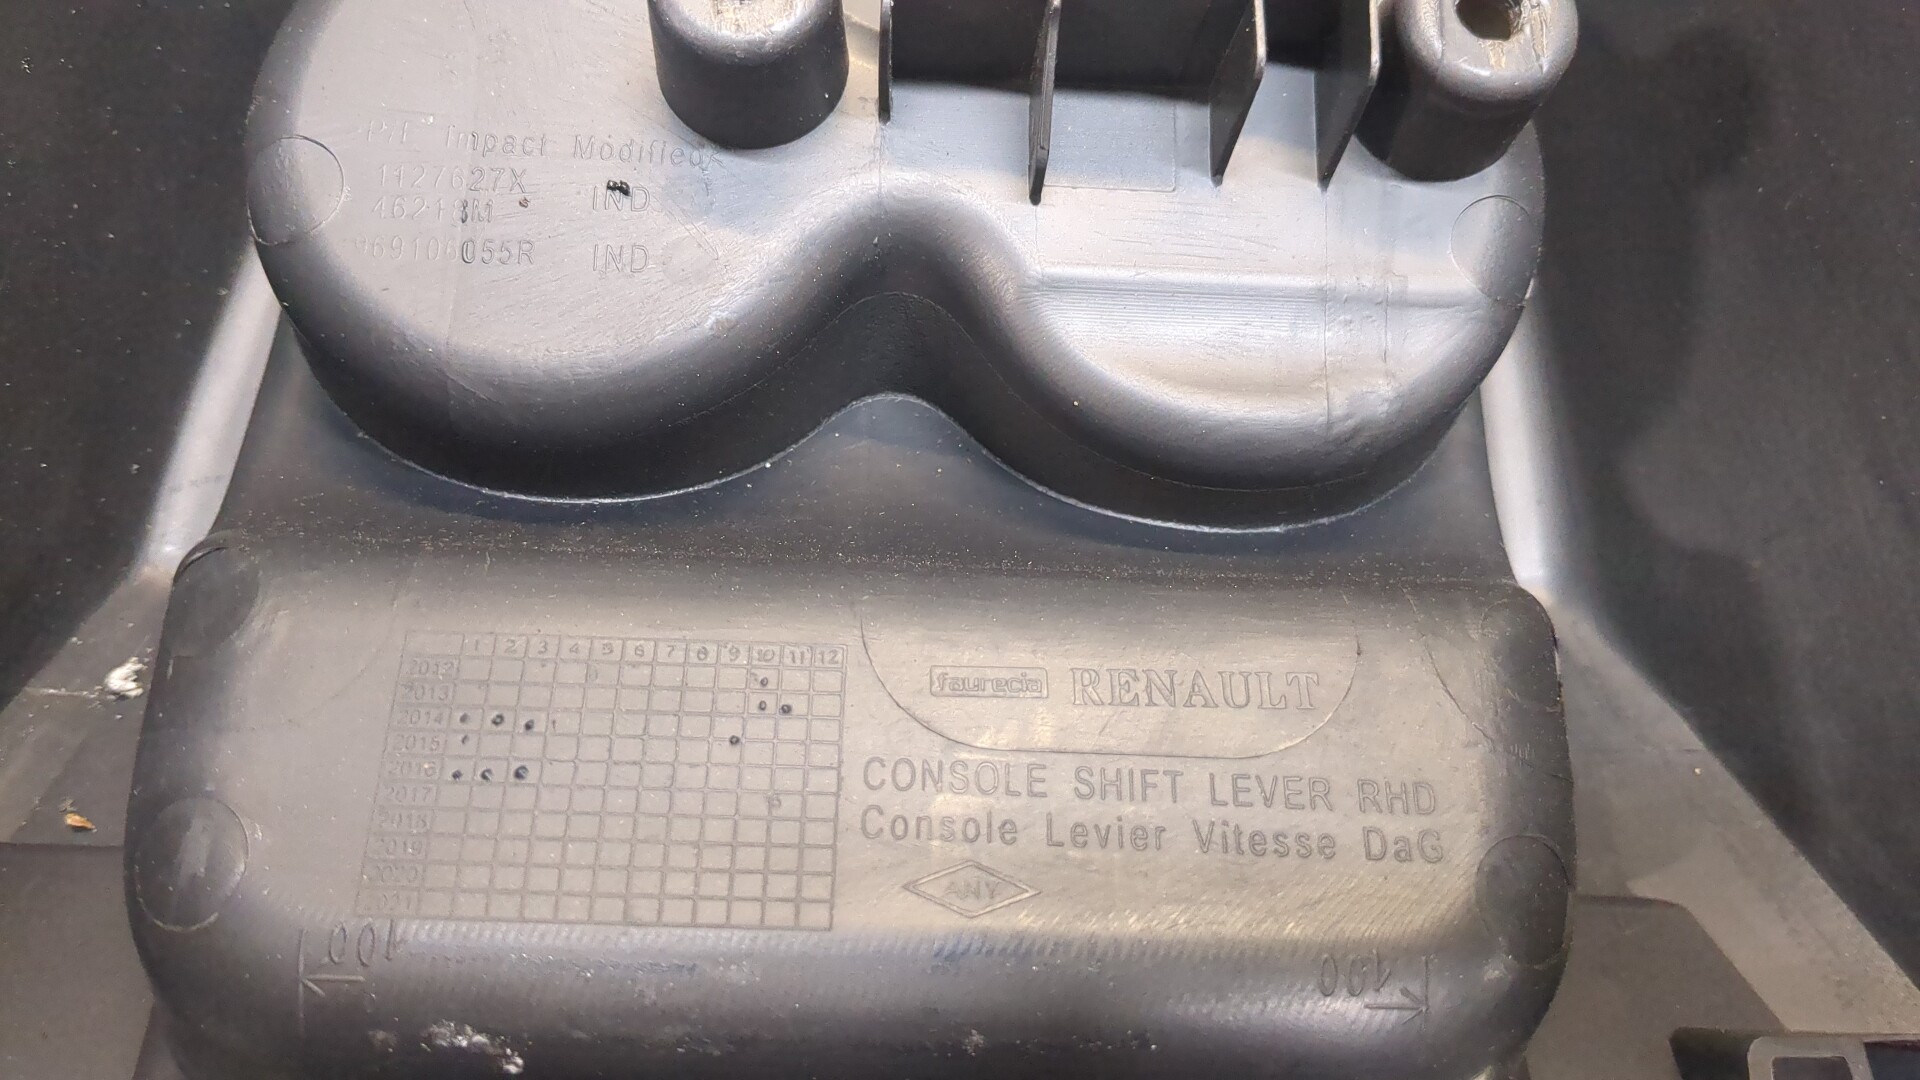 P/E Impact Modified<
1127627X IND
46218M
969106055R IND
1 2 3 4 5 6 7 8 9 10 11 12
2012
2013
2014
2015
2016
2017
2018
2019
2020
2021
faurecia RENAULT
CONSOLE SHIFT LEVER RHD
Console Levier Vitesse DaG
ANY
100
100